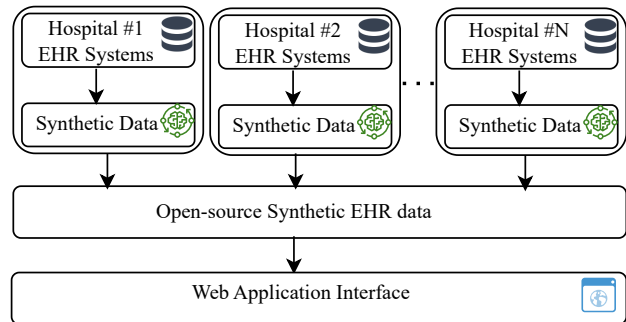 Hospital #1
EHR Systems
Synthetic Data
Hospital #2
EHR Systems
Synthetic Data
. . .
Hospital #N
EHR Systems
Synthetic Data
Open-source Synthetic EHR data
Web Application Interface